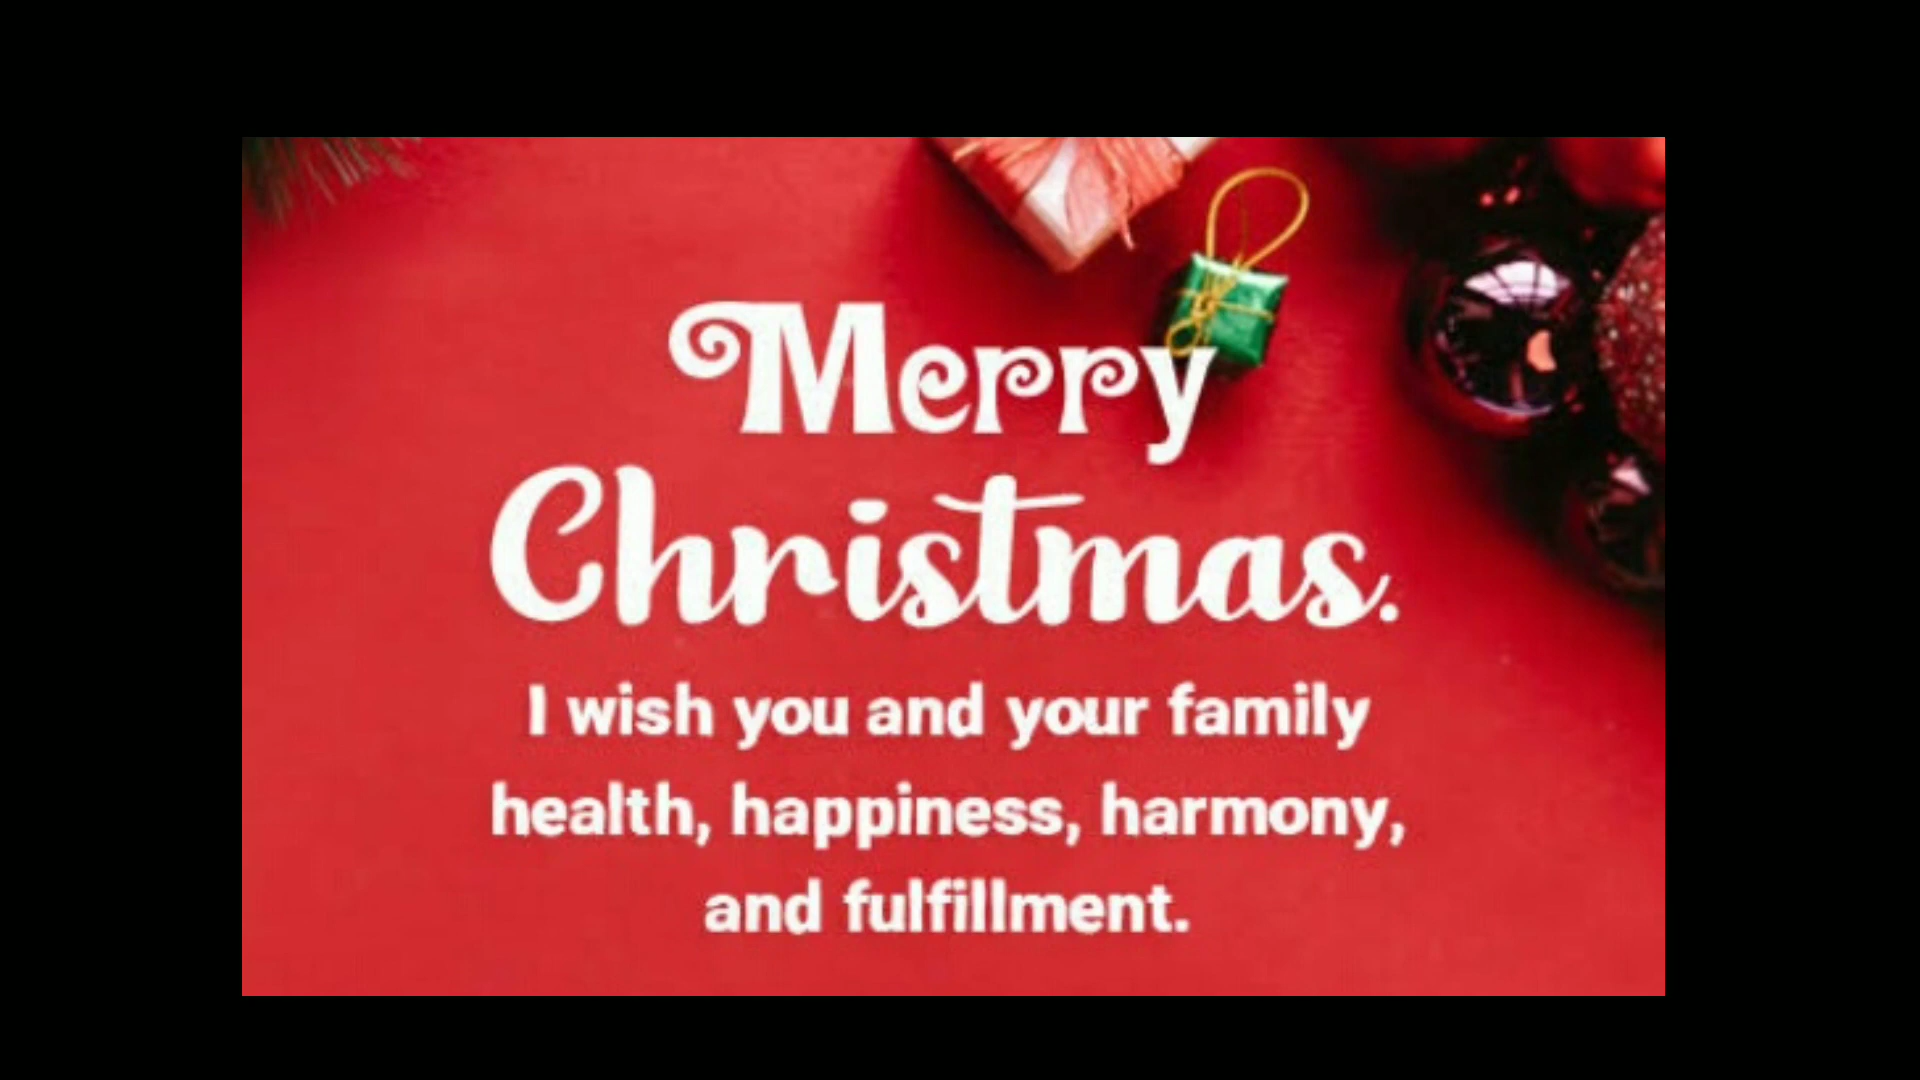 Merry
Christmas.
I wish you and your family
health, happiness, harmony,
and fulfillment.